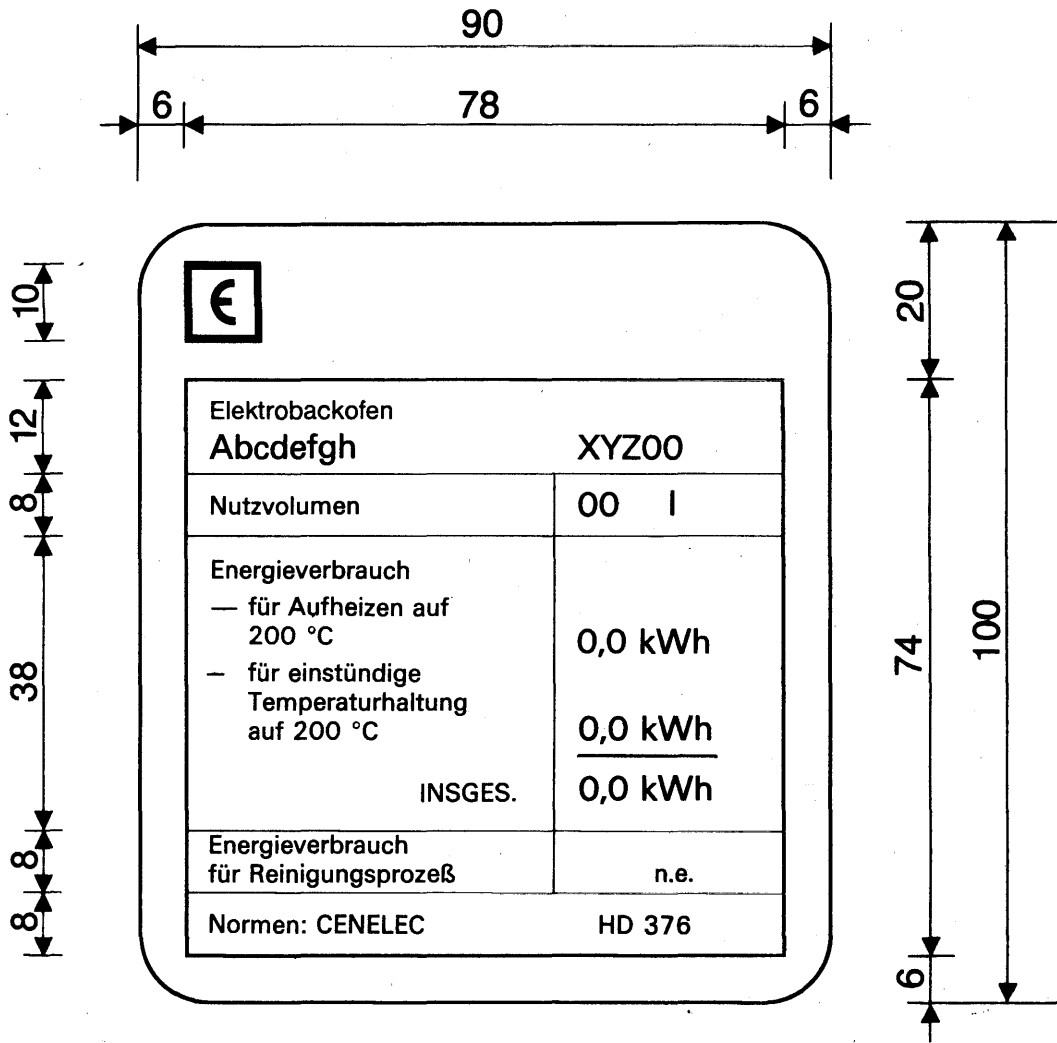 90
6 78 6
10
20
Є
12
Elektrobackofen
Abcdefgh XYZ00
8
Nutzvolumen 00 l
38
74
100
Energieverbrauch
— für Aufheizen auf
200 °C 0,0 kWh
— für einstündige
Temperaturhaltung
auf 200 °C 0,0 kWh
INSGES. 0,0 kWh
8
Energieverbrauch
für Reinigungsprozeß n.e.
8
Normen: CENELEC HD 376
6